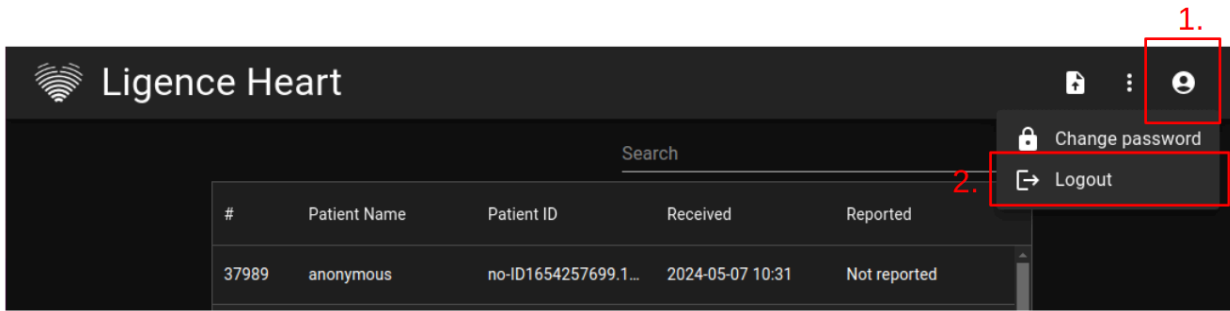 1.
Ligence Heart
Change password
Search
2.
Logout
# Patient Name Patient ID Received Reported
37989 anonymous no-ID1654257699.1... 2024-05-07 10:31 Not reported